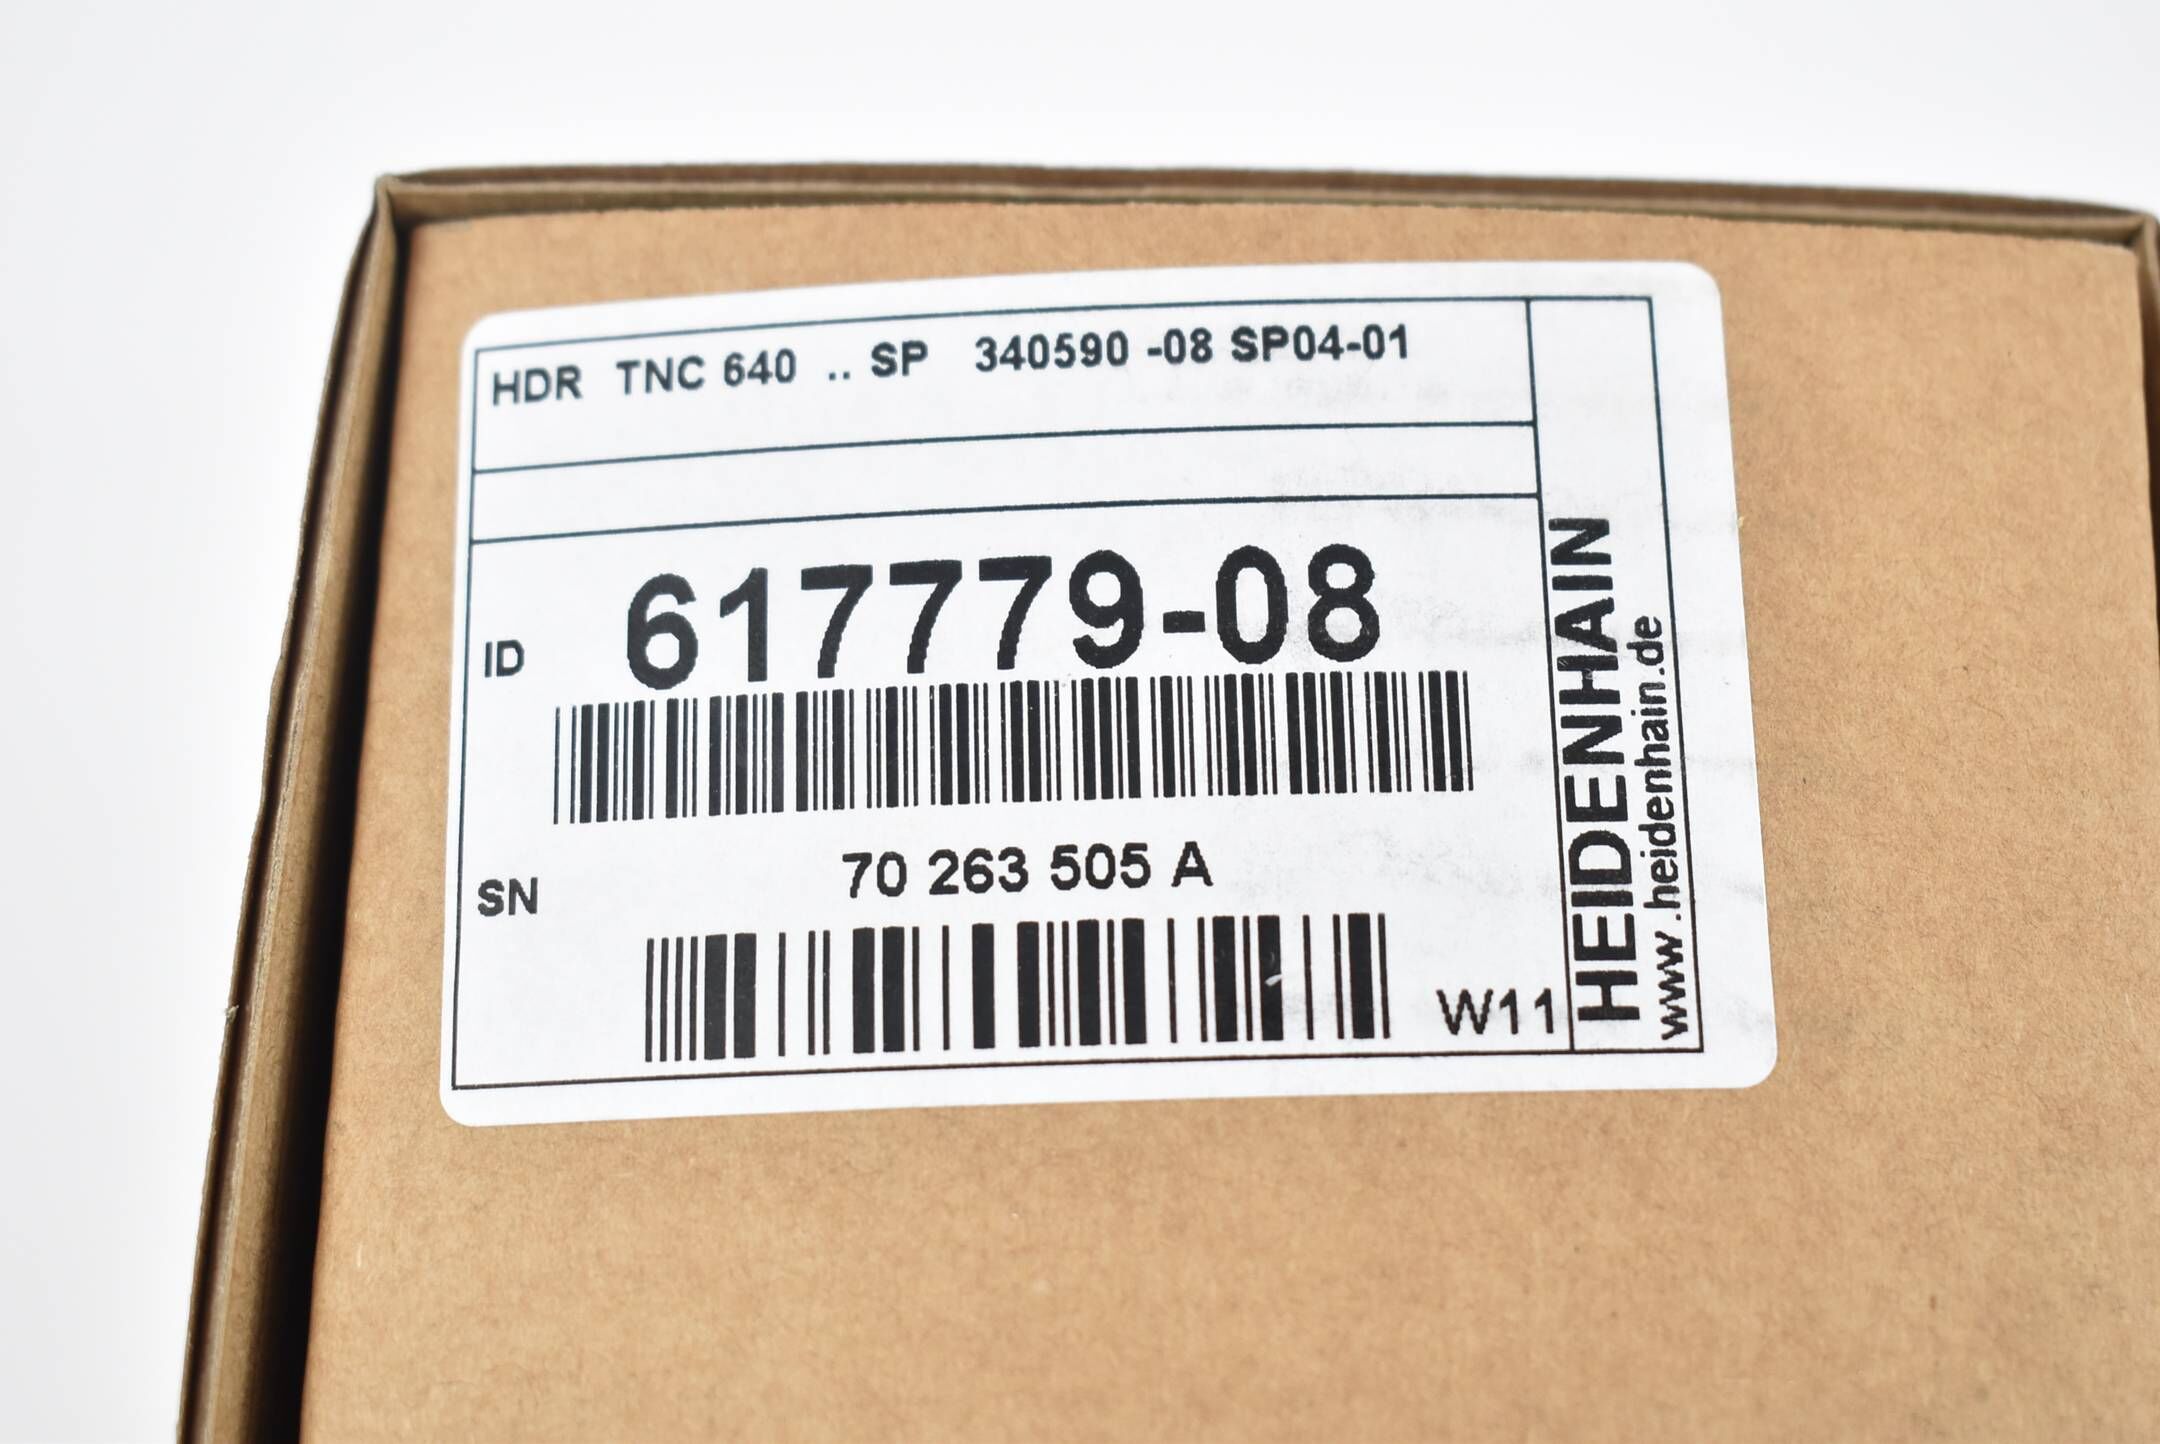 HDR TNC 640 .. SP 340590 -08 SP04-01
ID 617779-08
SN 70 263 505 A
W11
HEIDENHAIN
www.heidenhain.de